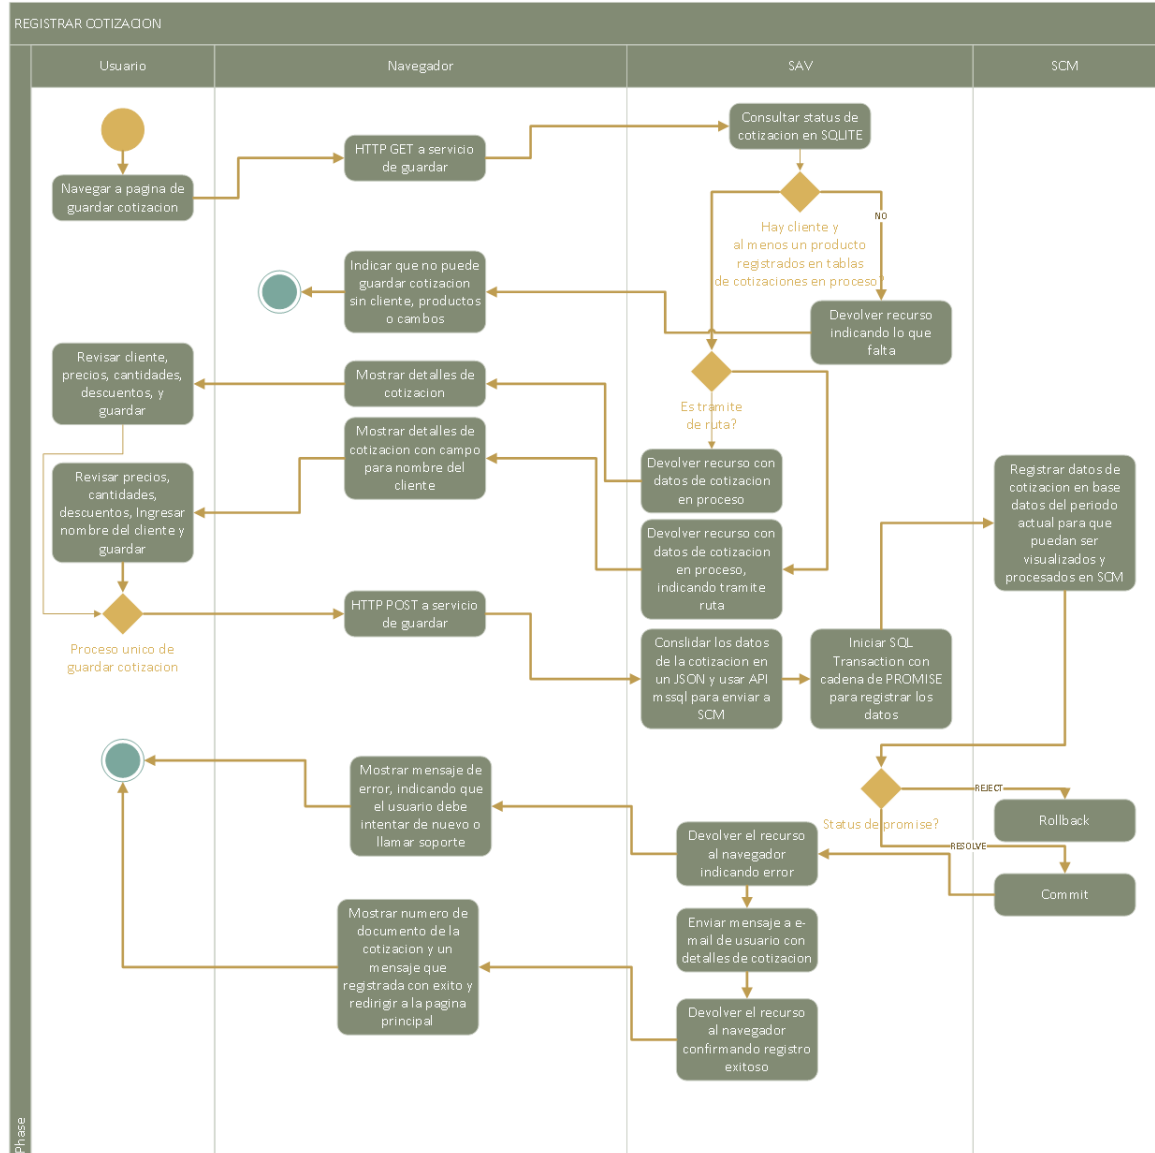 REGISTRAR COTIZACION
Usuario
Navegador
SAV
SCM
Consultar status de
cotizacion en SQLITE
HTTP GET a servicio
de guardar
Navegar a pagina de
guardar cotizacion
NO
Hay cliente y
al menos un producto
registrados en tablas
de cotizaciones en proceso?
Indicar que no puede
guardar cotizacion
sin cliente, productos
o cambos
Devolver recurso
indicando lo que
falta
Revisar cliente,
precios, cantidades,
descuentos, y
guardar
Mostrar detalles de
cotizacion
Es tramite
de ruta?
Mostrar detalles de
cotizacion con campo
para nombre del
cliente
Devolver recurso con
datos de cotizacion
en proceso
Registrar datos de
cotizacion en base
datos del periodo
actual para que
puedan ser
visualizados y
procesados en SCM
Revisar precios,
cantidades,
descuentos, Ingresar
nombre del cliente y
guardar
Devolver recurso con
datos de cotizacion
en proceso,
indicando tramite
ruta
HTTP POST a servicio
de guardar
Proceso unico de
guardar cotizacion
Conslidar los datos
de la cotizacion en
un JSON y usar API
mssql para enviar a
SCM
Iniciar SQL
Transaction con
cadena de PROMISE
para registrar los
datos
Mostrar mensaje de
error, indicando que
el usuario debe
intentar de nuevo o
llamar soporte
REJECT
Status de promise?
Rollback
Devolver el recurso
al navegador
indicando error
RESOLVE
Commit
Mostrar numero de
documento de la
cotizacion y un
mensaje que
registrada con exito y
redirigir a la pagina
principal
Enviar mensaje a e-
mail de usuario con
detalles de cotizacion
Devolver el recurso
al navegador
confirmando registro
exitoso
Phase